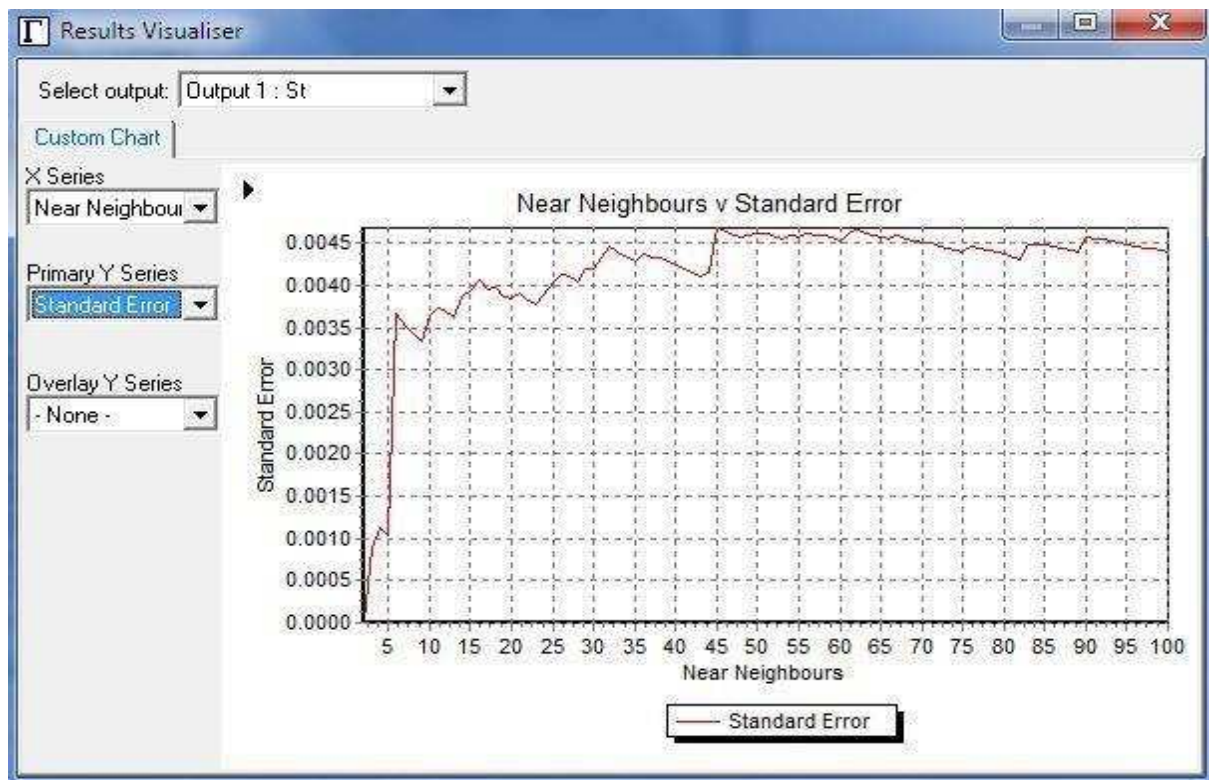 Γ Results Visualiser
Select output: Output 1 : St
Custom Chart
X Series
Near Neighbour
Primary Y Series
Standard Error
Overlay Y Series
- None -
Near Neighbours v Standard Error
Standard Error
0.0045
0.0040
0.0035
0.0030
0.0025
0.0020
0.0015
0.0010
0.0005
0.0000
5 10 15 20 25 30 35 40 45 50 55 60 65 70 75 80 85 90 95 100
Near Neighbours
Standard Error